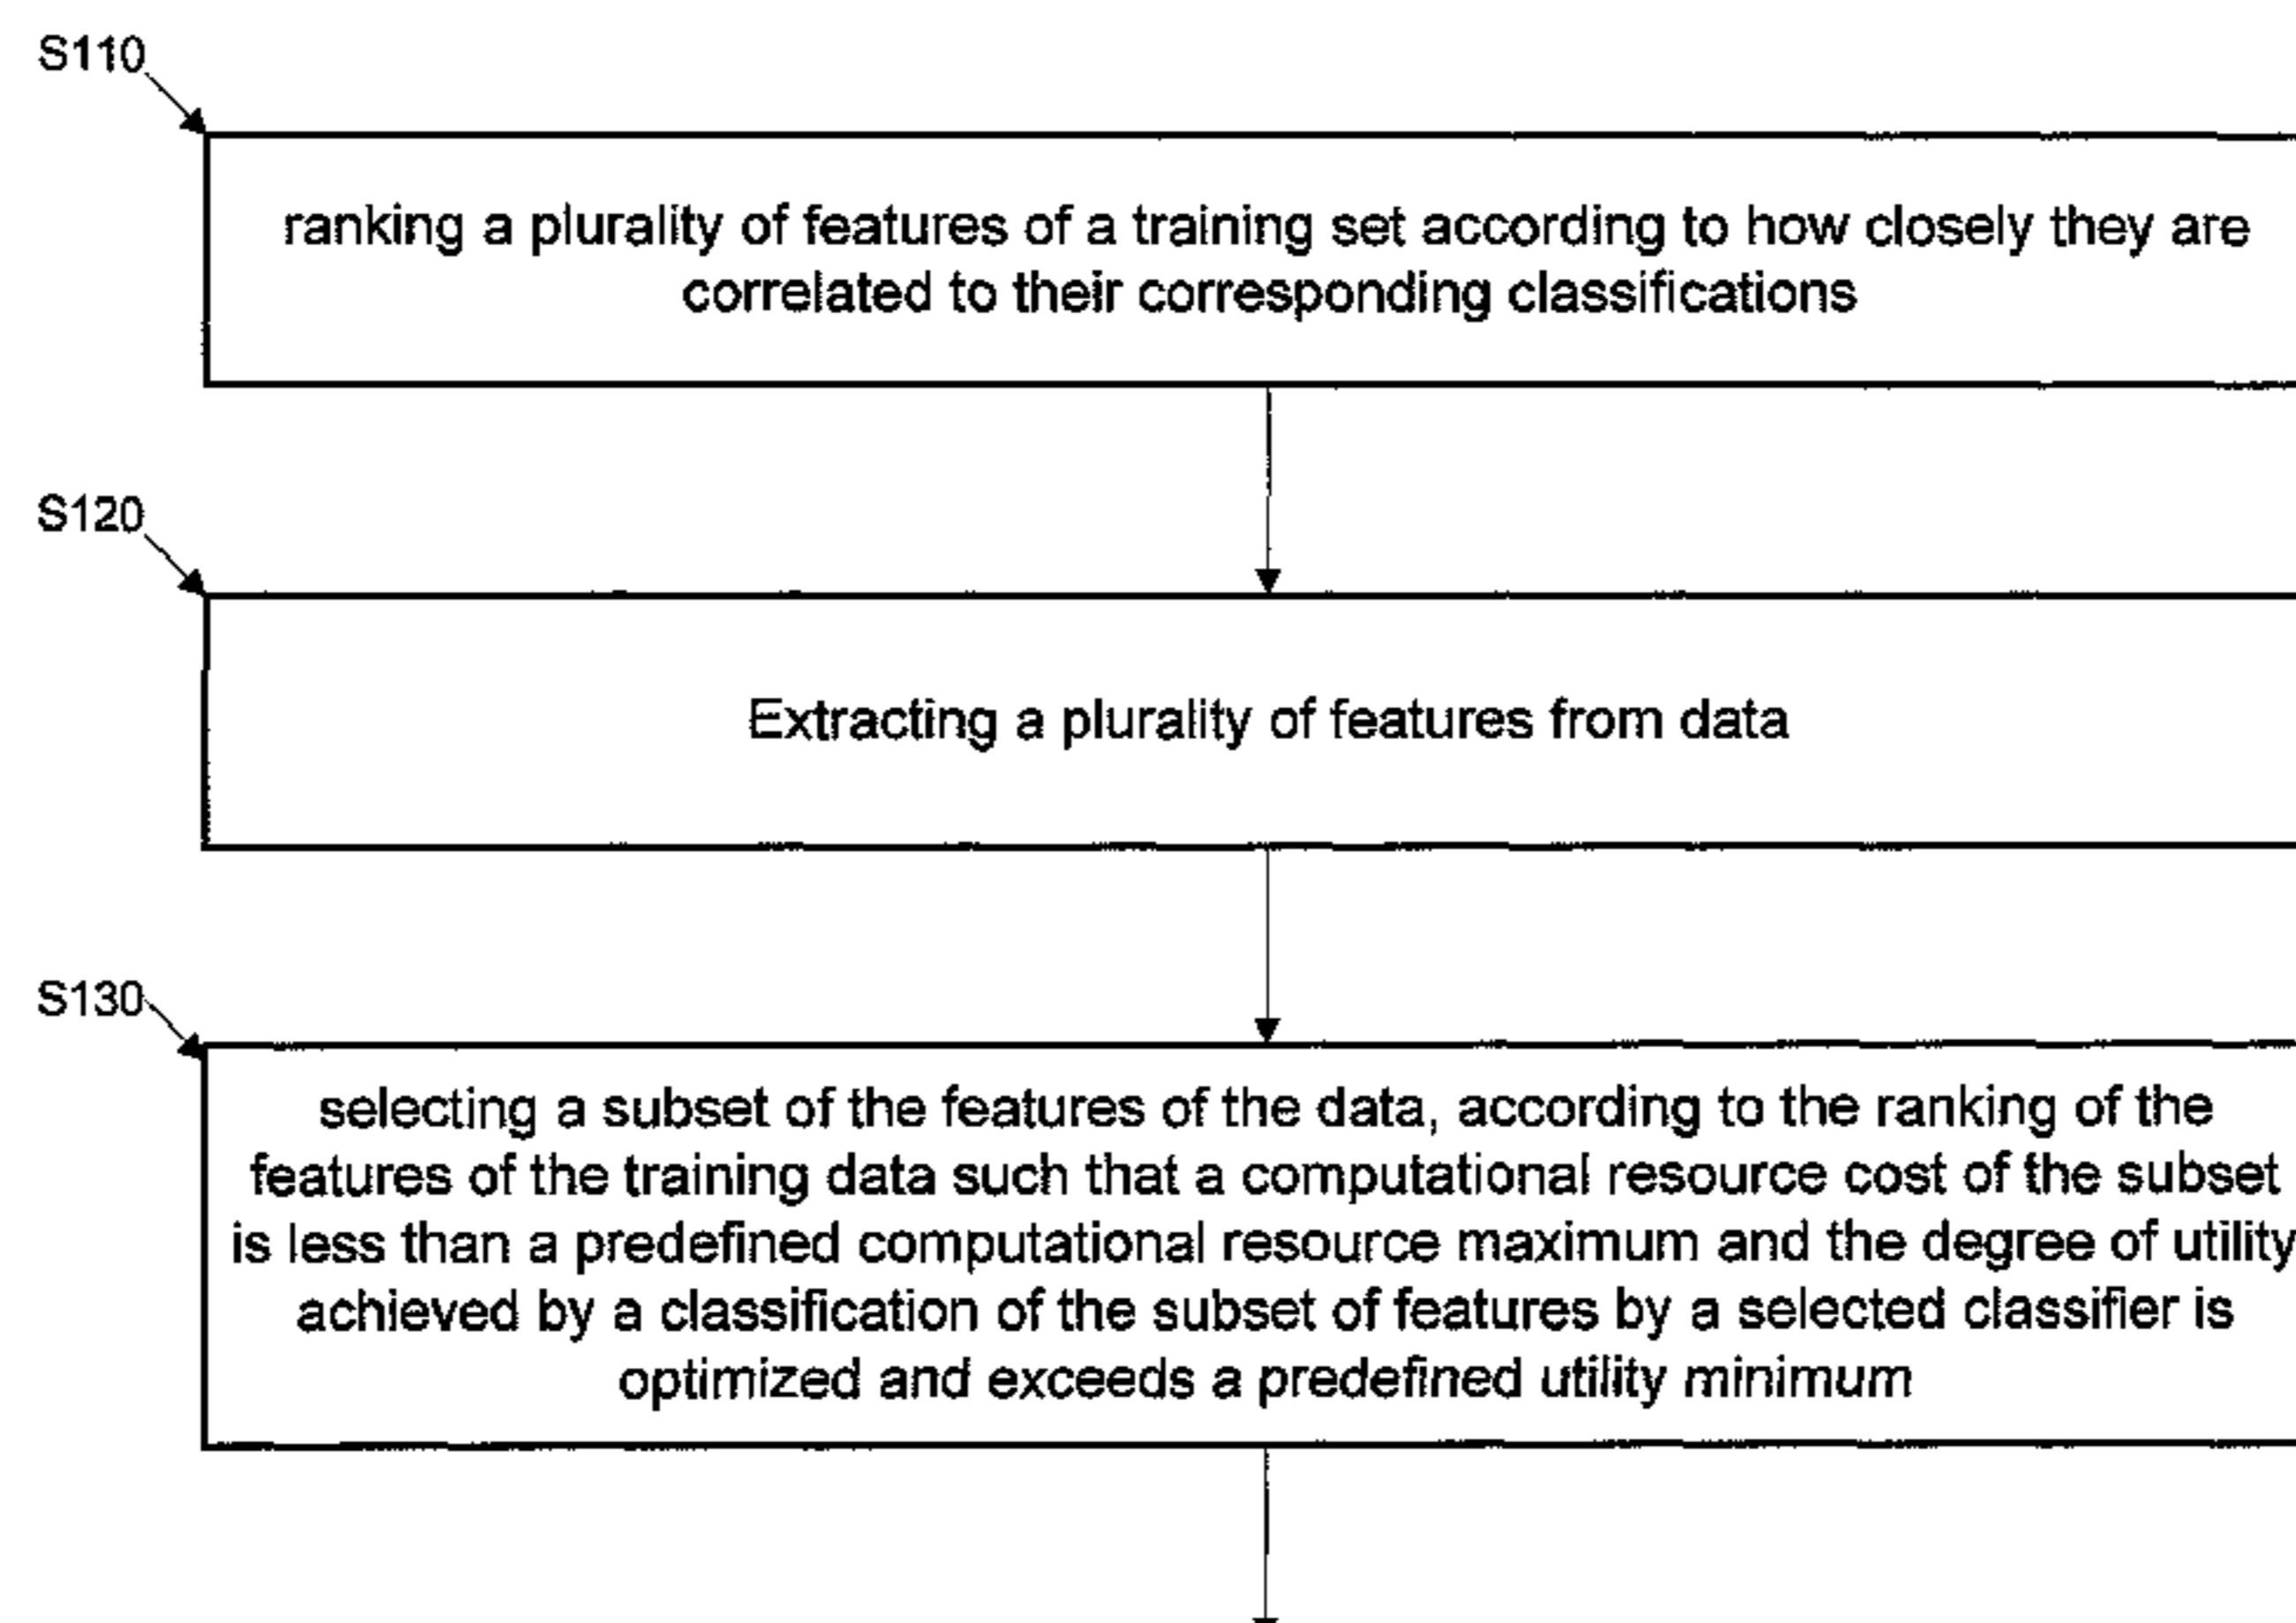 S110
ranking a plurality of features of a training set according to how closely they are
correlated to their corresponding classifications
S120
Extracting a plurality of features from data
S130
selecting a subset of the features of the data, according to the ranking of the
features of the training data such that a computational resource cost of the subset
is less than a predefined computational resource maximum and the degree of utility
achieved by a classification of the subset of features by a selected classifier is
optimized and exceeds a predefined utility minimum